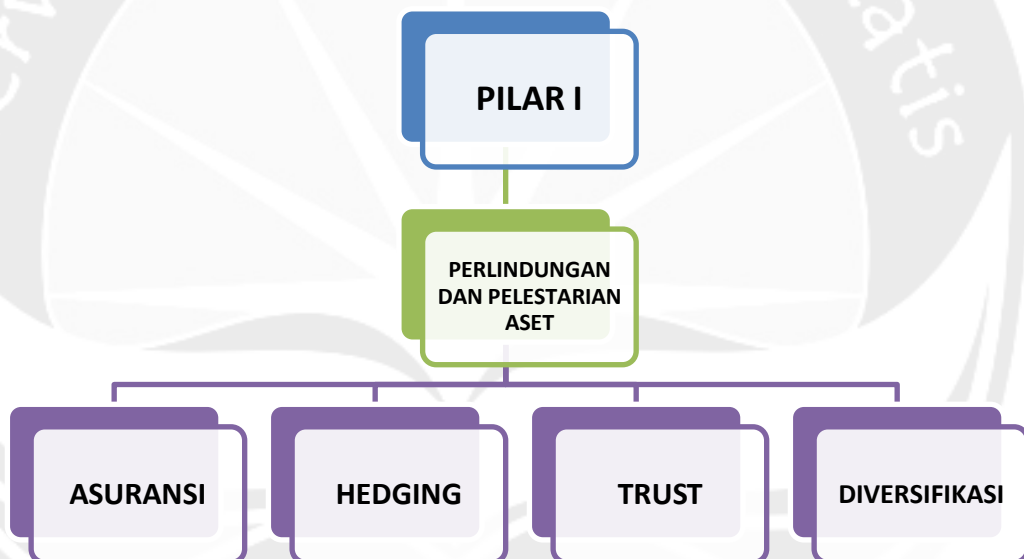 PILAR I
PERLINDUNGAN
DAN PELESTARIAN
ASET
ASURANSI
HEDGING
TRUST
DIVERSIFIKASI